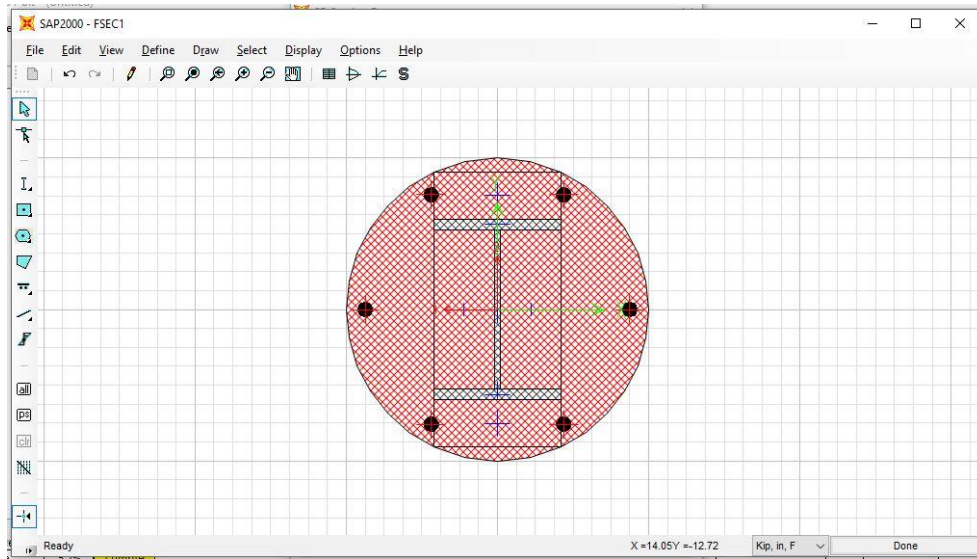 SAP2000 - FSEC1
File Edit View Define Draw Select Display Options Help
all
ps
clr
Ready X =14.05Y =-12.72 Kip, in, F Done